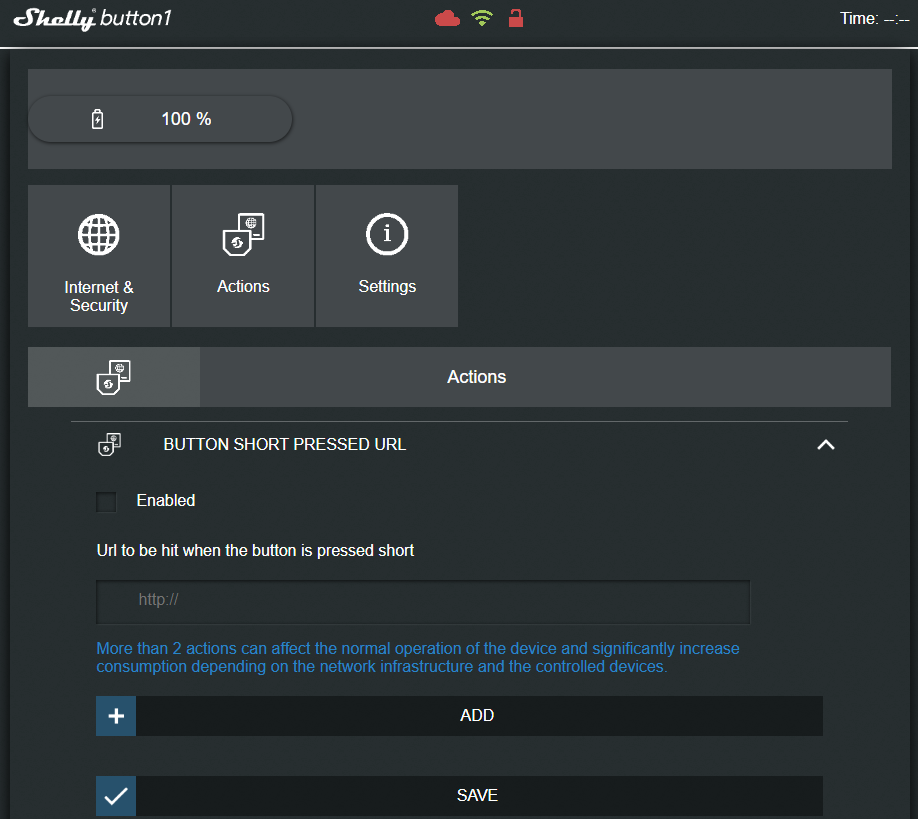 Shelly® button1
Time: --:--
100 %
Internet &
Security
Actions
Settings
Actions
BUTTON SHORT PRESSED URL
Enabled
Url to be hit when the button is pressed short
http://
More than 2 actions can affect the normal operation of the device and significantly increase
consumption depending on the network infrastructure and the controlled devices.
ADD
SAVE